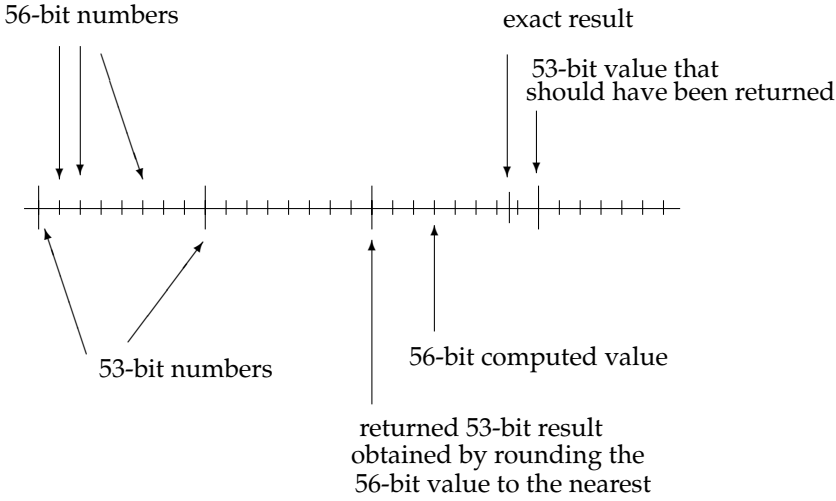 56-bit numbers
exact result
53-bit value that
should have been returned
53-bit numbers
56-bit computed value
returned 53-bit result
obtained by rounding the
56-bit value to the nearest